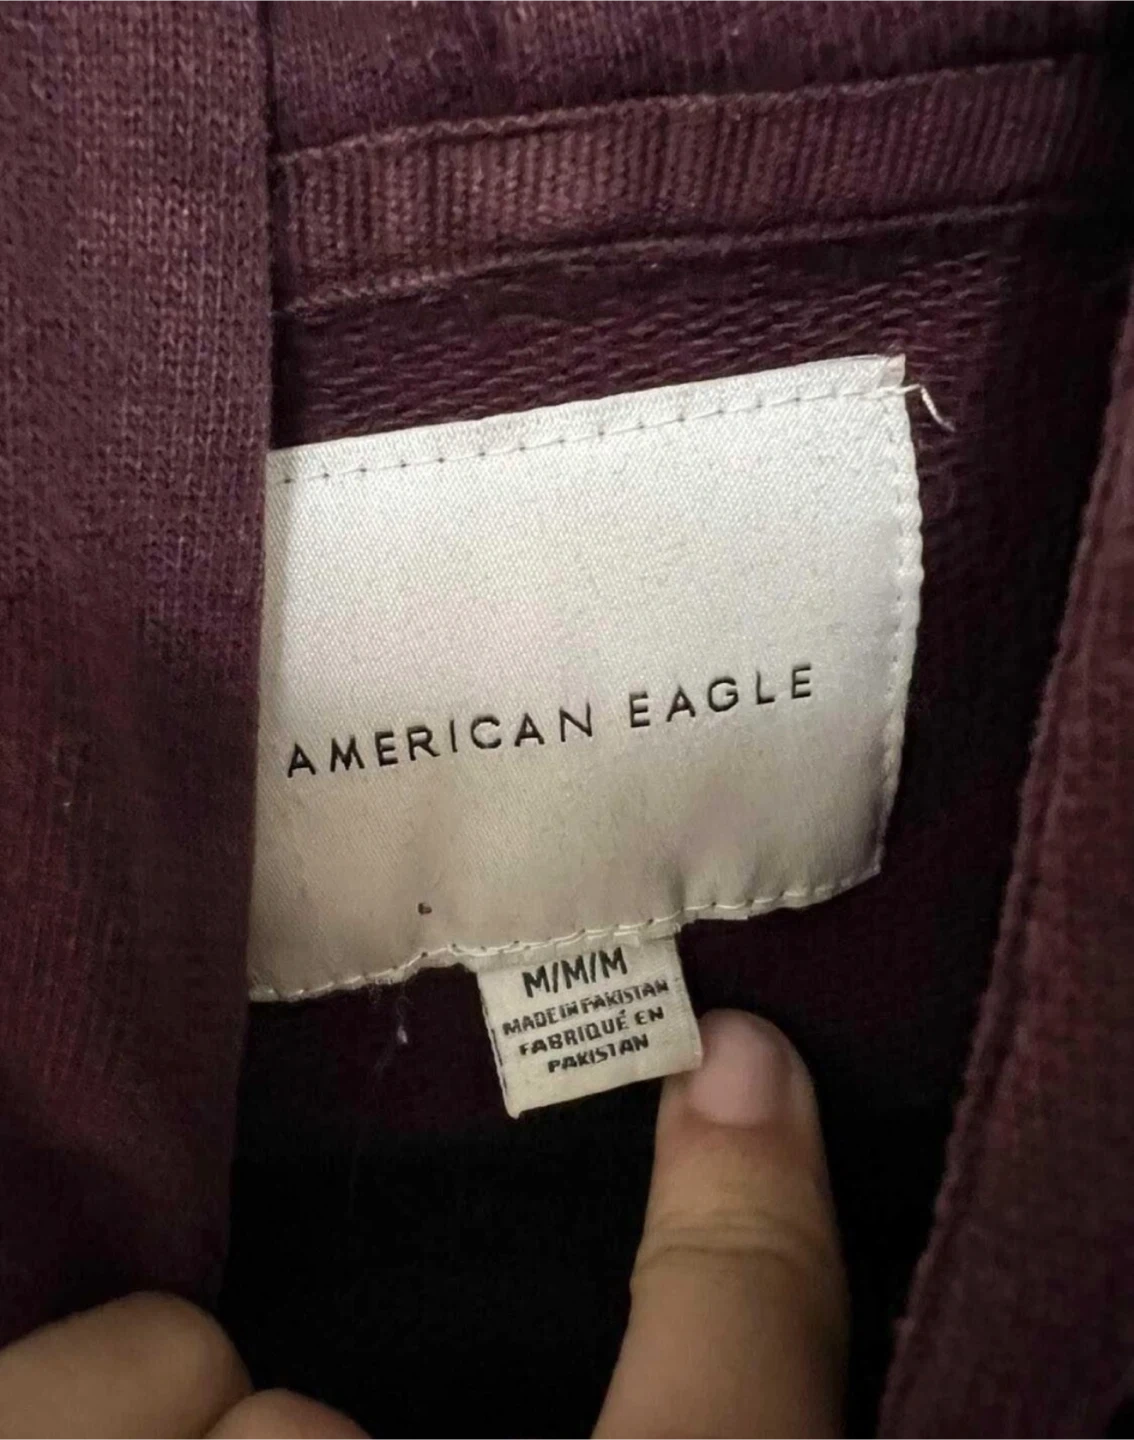 AMERICAN EAGLE
M/M/M
MADE IN PAKISTAN
FABRIQUÉ EN
PAKISTAN